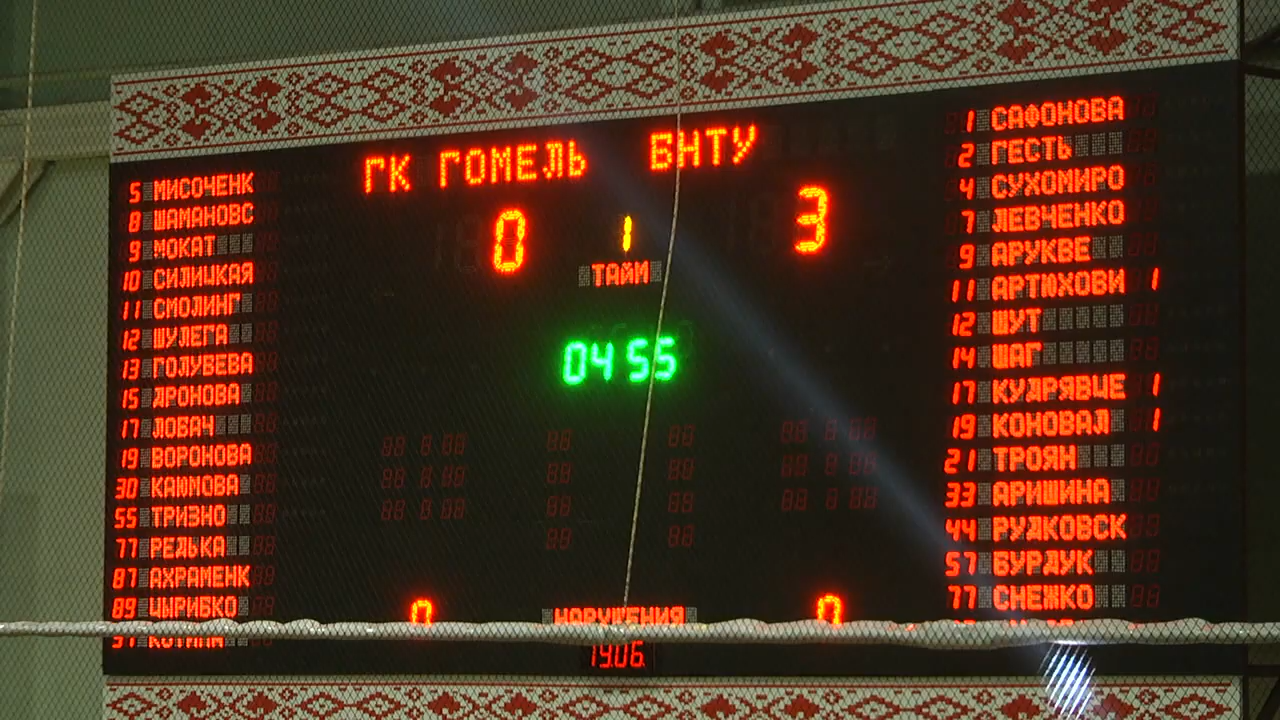 ГК ГОМЕЛЬ БНТУ
0 1 3
ТАЙМ
04 55
5 МИСОЧЕНК
8 ШАМАНОВС
9 МОКАТ
10 СИЛИЦКАЯ
11 СМОЛИНГ
12 ШУЛЕГА
13 ГОЛУБЕВА
15 ДРОНОВА
17 ЛОБАЧ
19 ВОРОНОВА
30 КАЮМОВА
55 ТРИЗНО
77 РЕДЬКА
87 АХРАМЕНК
89 ЦЫРИБКО
1 САФОНОВА
2 ГЕСТЬ
4 СУХОМИРО
7 ЛЕВЧЕНКО
9 АРУКВЕ
11 АРТЮХОВИ 1
12 ШУТ
14 ШАГ
17 КУДРЯВЦЕ 1
19 КОНОВАЛ 1
21 ТРОЯН
33 АРИШИНА
44 РУДКОВСК
57 БУРДУК
77 СНЕЖКО
0 НАРУШЕНИЯ 0
19.06.